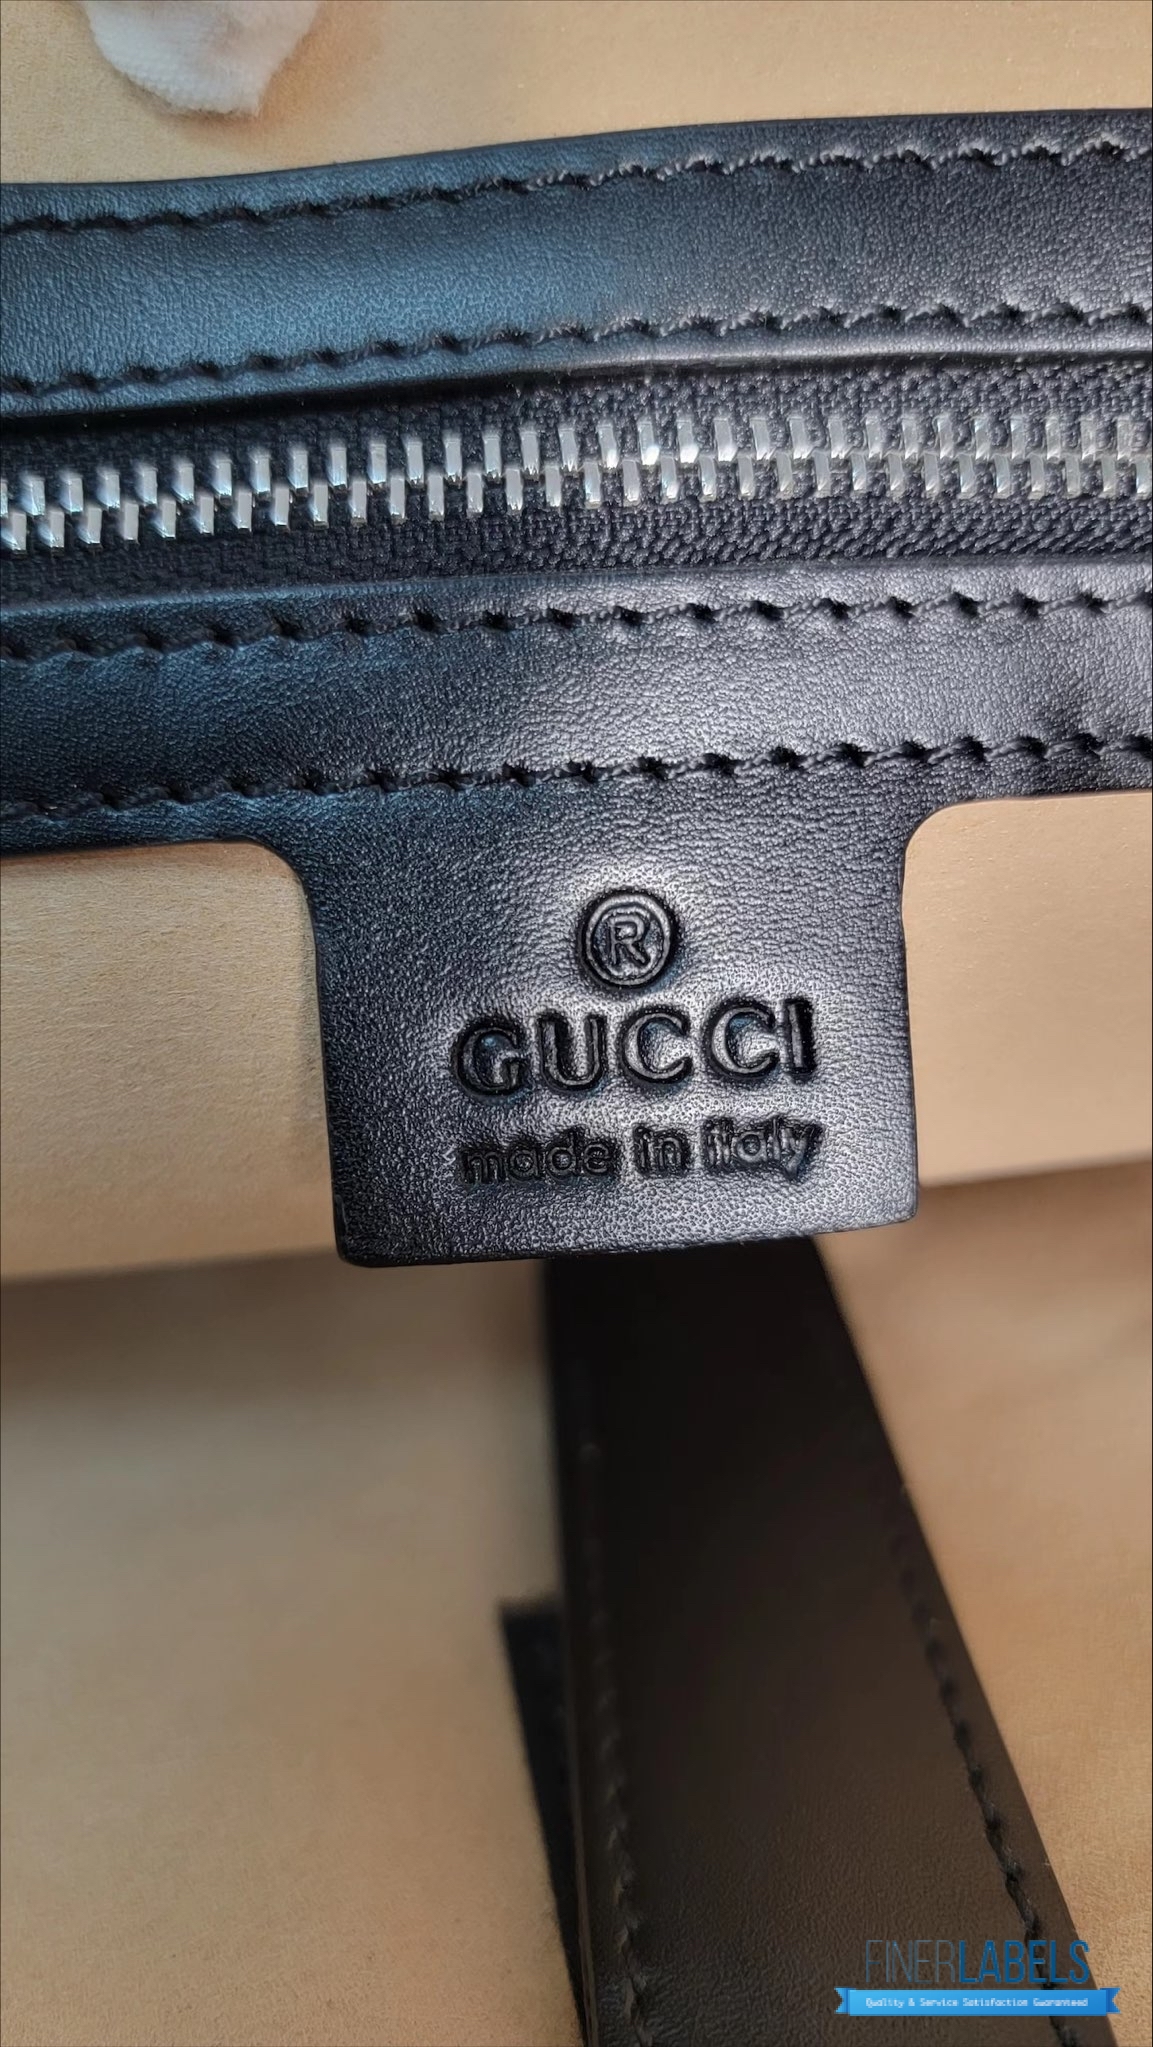 ®
GUCCI
made in italy
FINERLABELS
Quality & Service Satisfaction Guaranteed